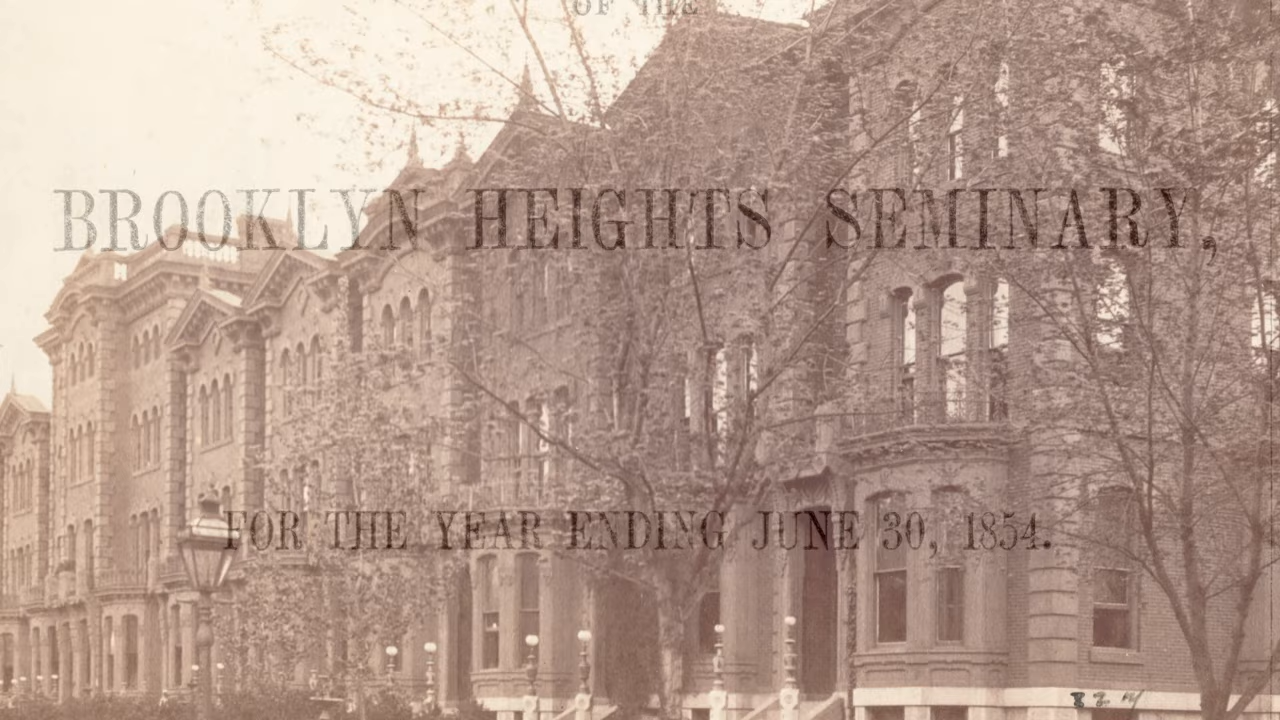 OF THE
BROOKLYN HEIGHTS SEMINARY,
FOR THE YEAR ENDING JUNE 30, 1854.